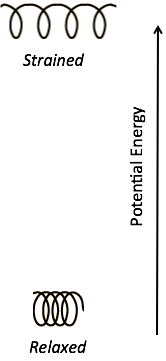 Strained
Potential Energy
Relaxed